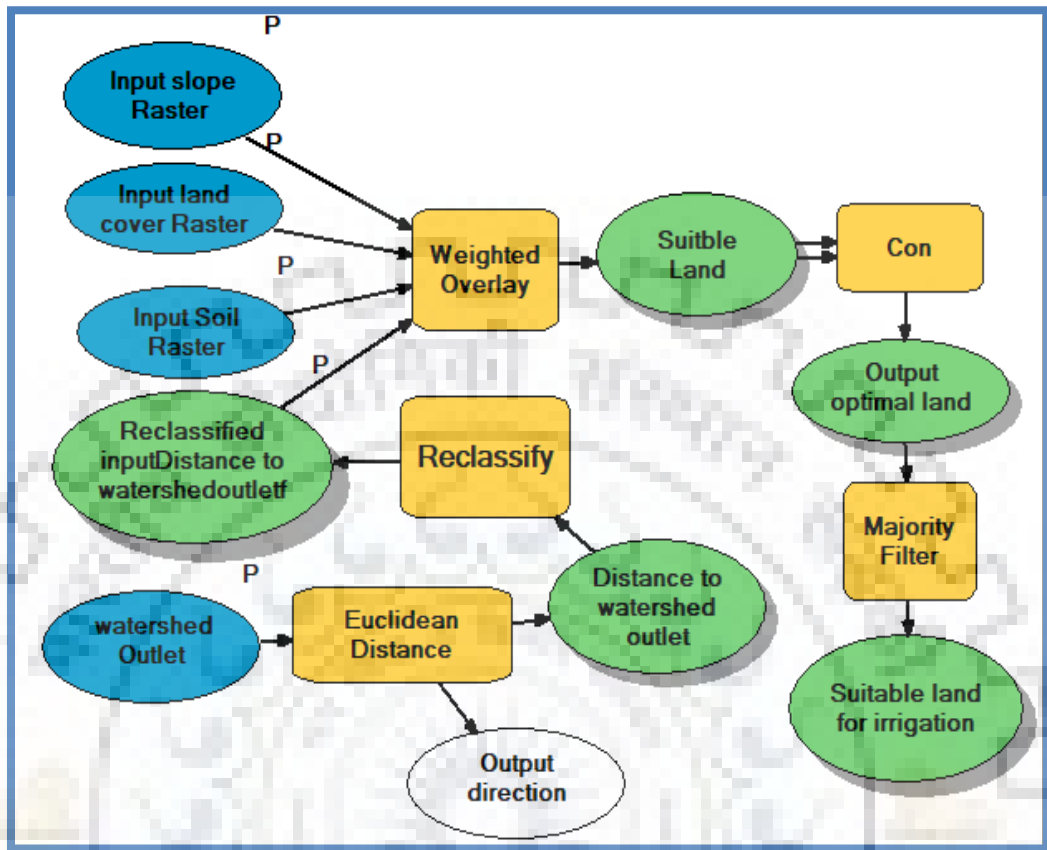 P
Input slope
Raster
P
Input land
cover Raster
P
Input Soil
Raster
P
Weighted
Overlay
Suitble
Land
Con
Output
optimal land
Reclassified
inputDistance to
watershedoutletf
Reclassify
Majority
Filter
P
watershed
Outlet
Euclidean
Distance
Distance to
watershed
outlet
Output
direction
Suitable land
for irrigation